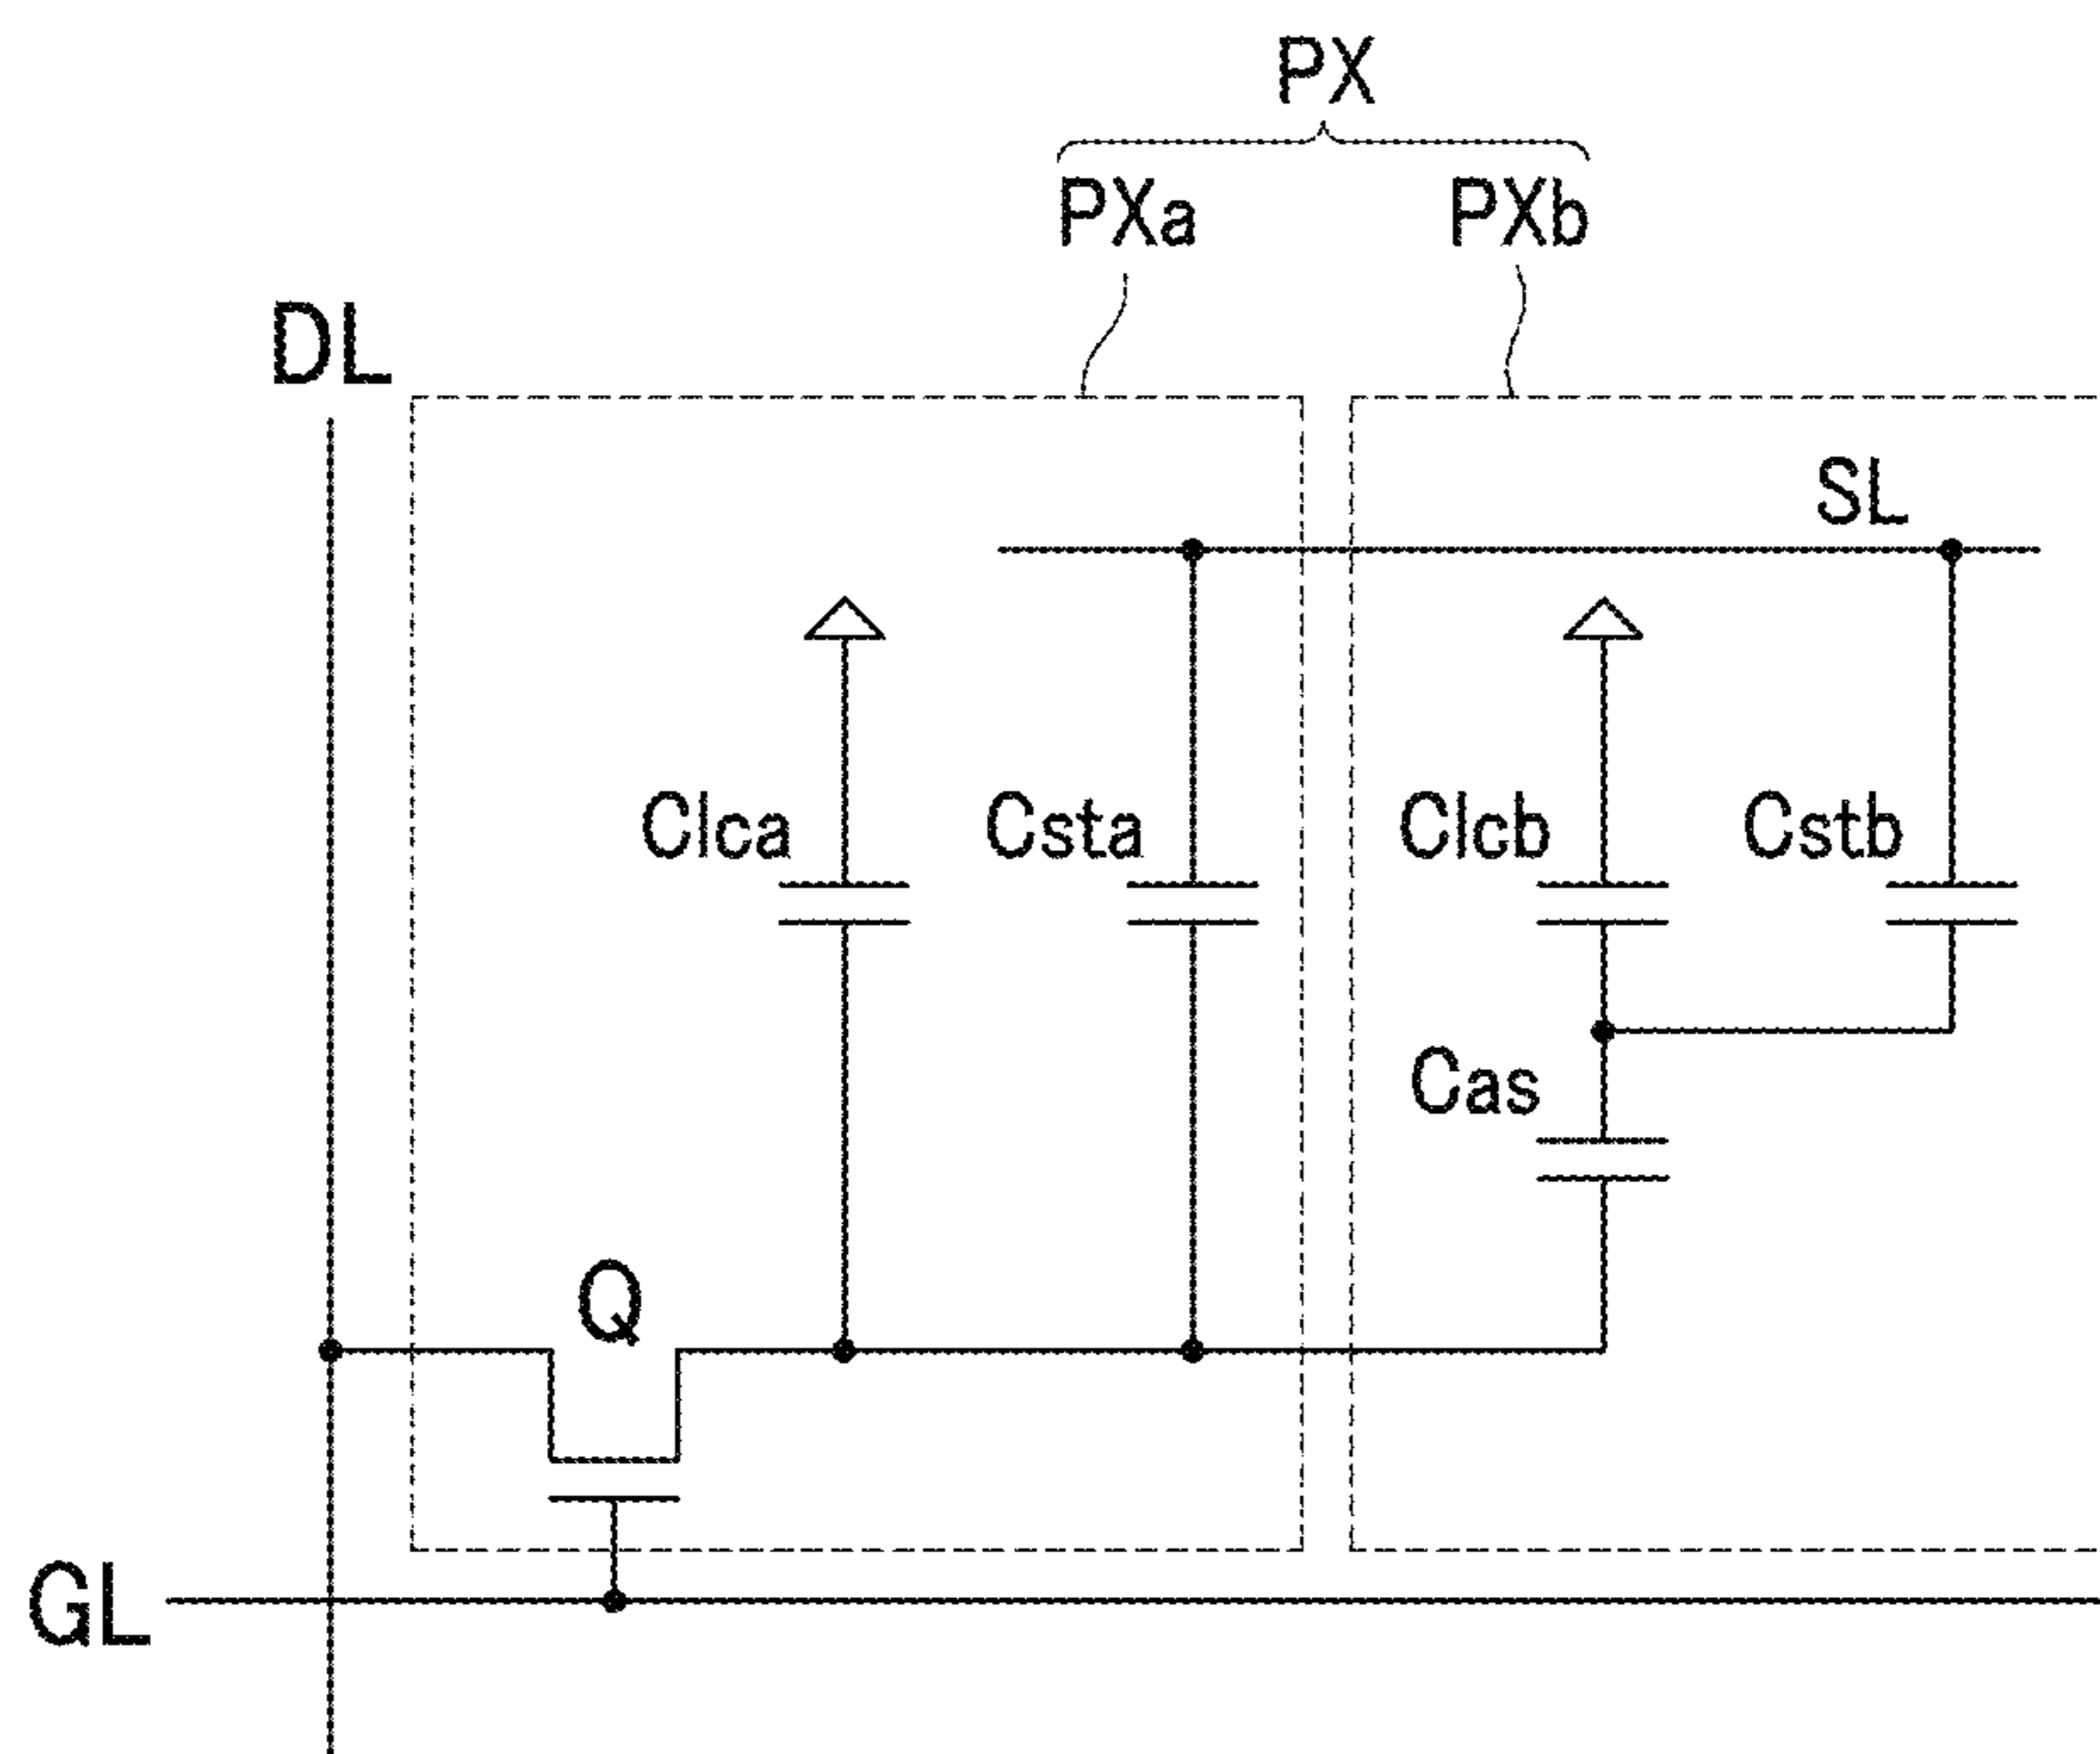 PX
PXa PXb
DL
SL
Clca Csta Clcb Cstb
Cas
Q
GL